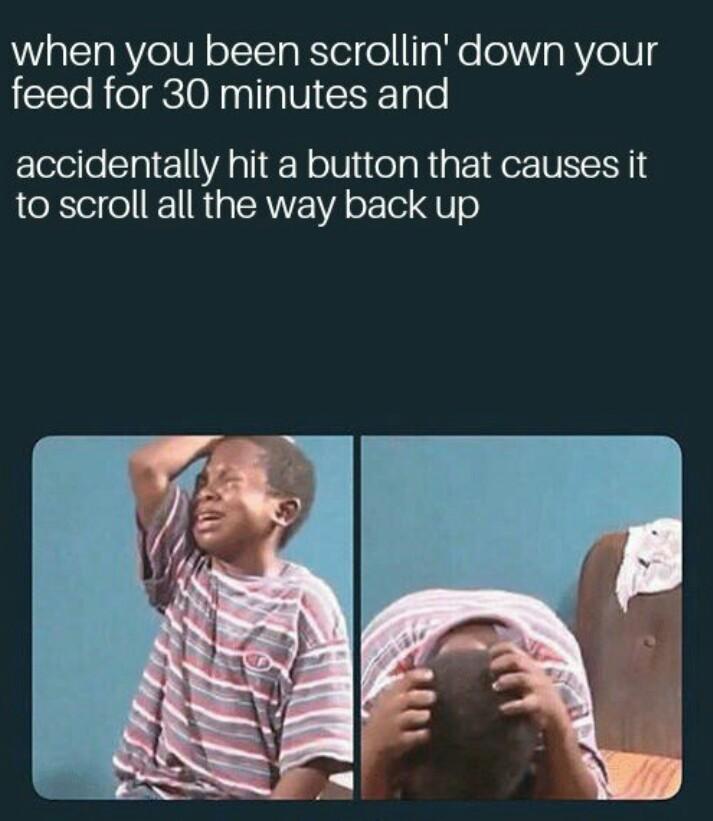 when you been scrollin' down your
feed for 30 minutes and
accidentally hit a button that causes it
to scroll all the way back up